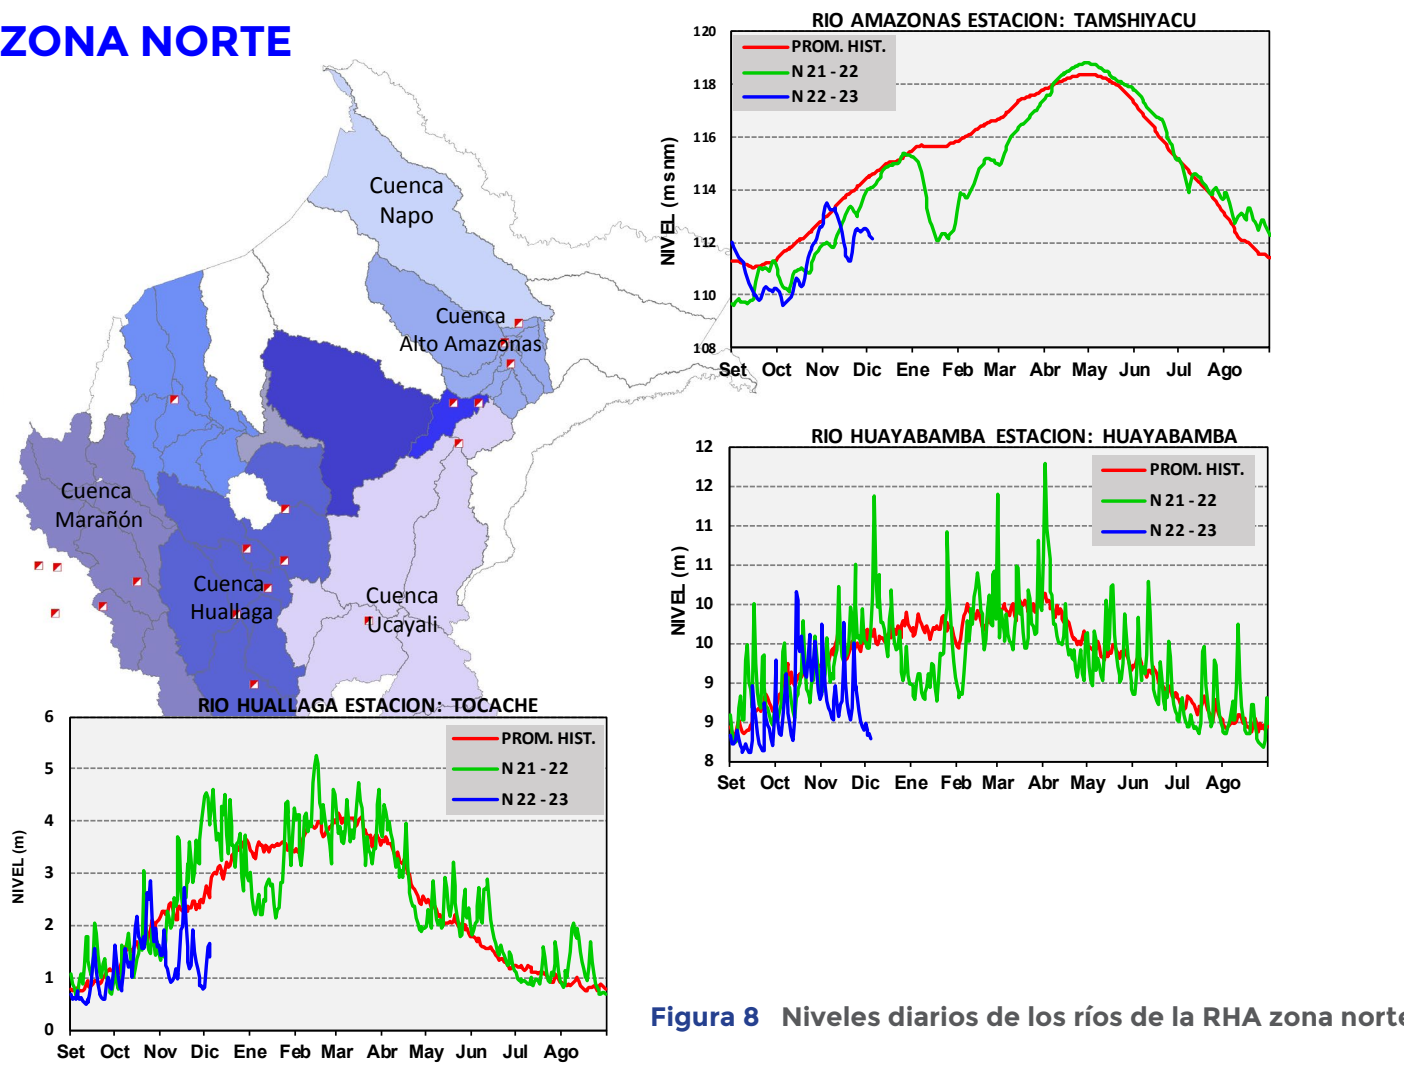 ZONA NORTE
Cuenca
Napo
Cuenca
Alto Amazonas
Cuenca
Marañón
Cuenca
Huallaga
Cuenca
Ucayali
RIO AMAZONAS ESTACION: TAMSHIYACU
PROM. HIST.
N 21 - 22
N 22 - 23
NIVEL (msnm)
120
118
116
114
112
110
108
Set Oct Nov Dic Ene Feb Mar Abr May Jun Jul Ago
RIO HUAYABAMBA ESTACION: HUAYABAMBA
PROM. HIST.
N 21 - 22
N 22 - 23
NIVEL (m)
12
12
11
11
10
10
9
9
8
Set Oct Nov Dic Ene Feb Mar Abr May Jun Jul Ago
RIO HUALLAGA ESTACION: TOCACHE
PROM. HIST.
N 21 - 22
N 22 - 23
NIVEL (m)
6
5
4
3
2
1
0
Set Oct Nov Dic Ene Feb Mar Abr May Jun Jul Ago
Figura 8 Niveles diarios de los ríos de la RHA zona norte